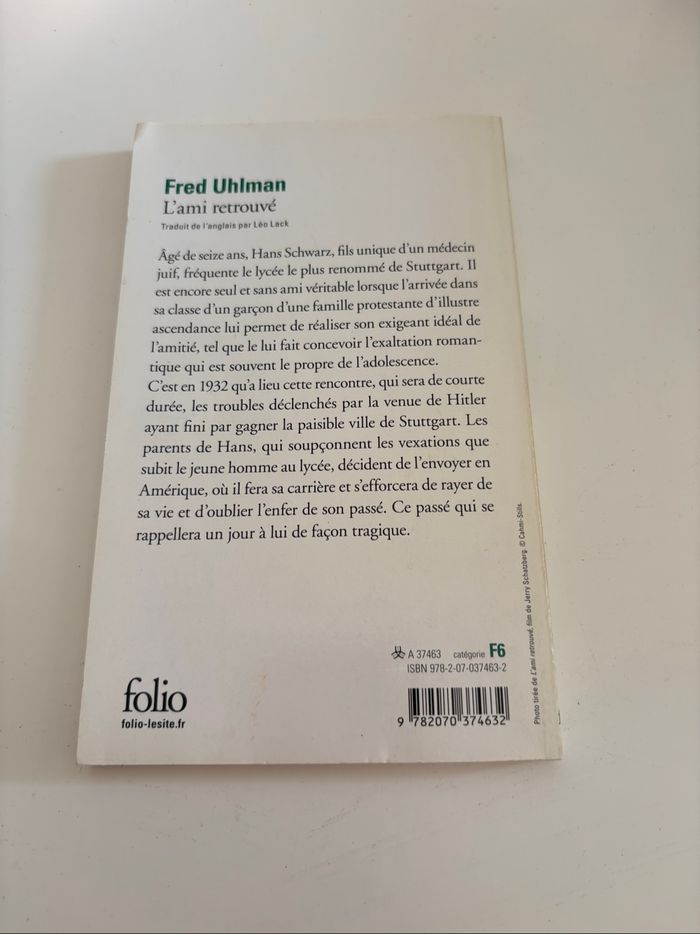 Fred Uhlman
L'ami retrouvé
Traduit de l'anglais par Léo Lack
Âgé de seize ans, Hans Schwarz, fils unique d'un médecin
juif, fréquente le lycée le plus renommé de Stuttgart. Il
est encore seul et sans ami véritable lorsque l'arrivée dans
sa classe d'un garçon d'une famille protestante d'illustre
ascendance lui permet de réaliser son exigeant idéal de
l'amitié, tel que le lui fait concevoir l'exaltation roman-
tique qui est souvent le propre de l'adolescence.
C'est en 1932 qu'a lieu cette rencontre, qui sera de courte
durée, les troubles déclenchés par la venue de Hitler
ayant fini par gagner la paisible ville de Stuttgart. Les
parents de Hans, qui soupçonnent les vexations que
subit le jeune homme au lycée, décident de l'envoyer en
Amérique, où il fera sa carrière et s'efforcera de rayer de
sa vie et d'oublier l'enfer de son passé. Ce passé qui se
rappellera un jour à lui de façon tragique.
Photo tirée de L'ami retrouvé, film de Jerry Schatzberg. © Cahmi-Stills.
A 37463 catégorie F6
ISBN 978-2-07-037463-2
folio
folio-lesite.fr
9 782070 374632